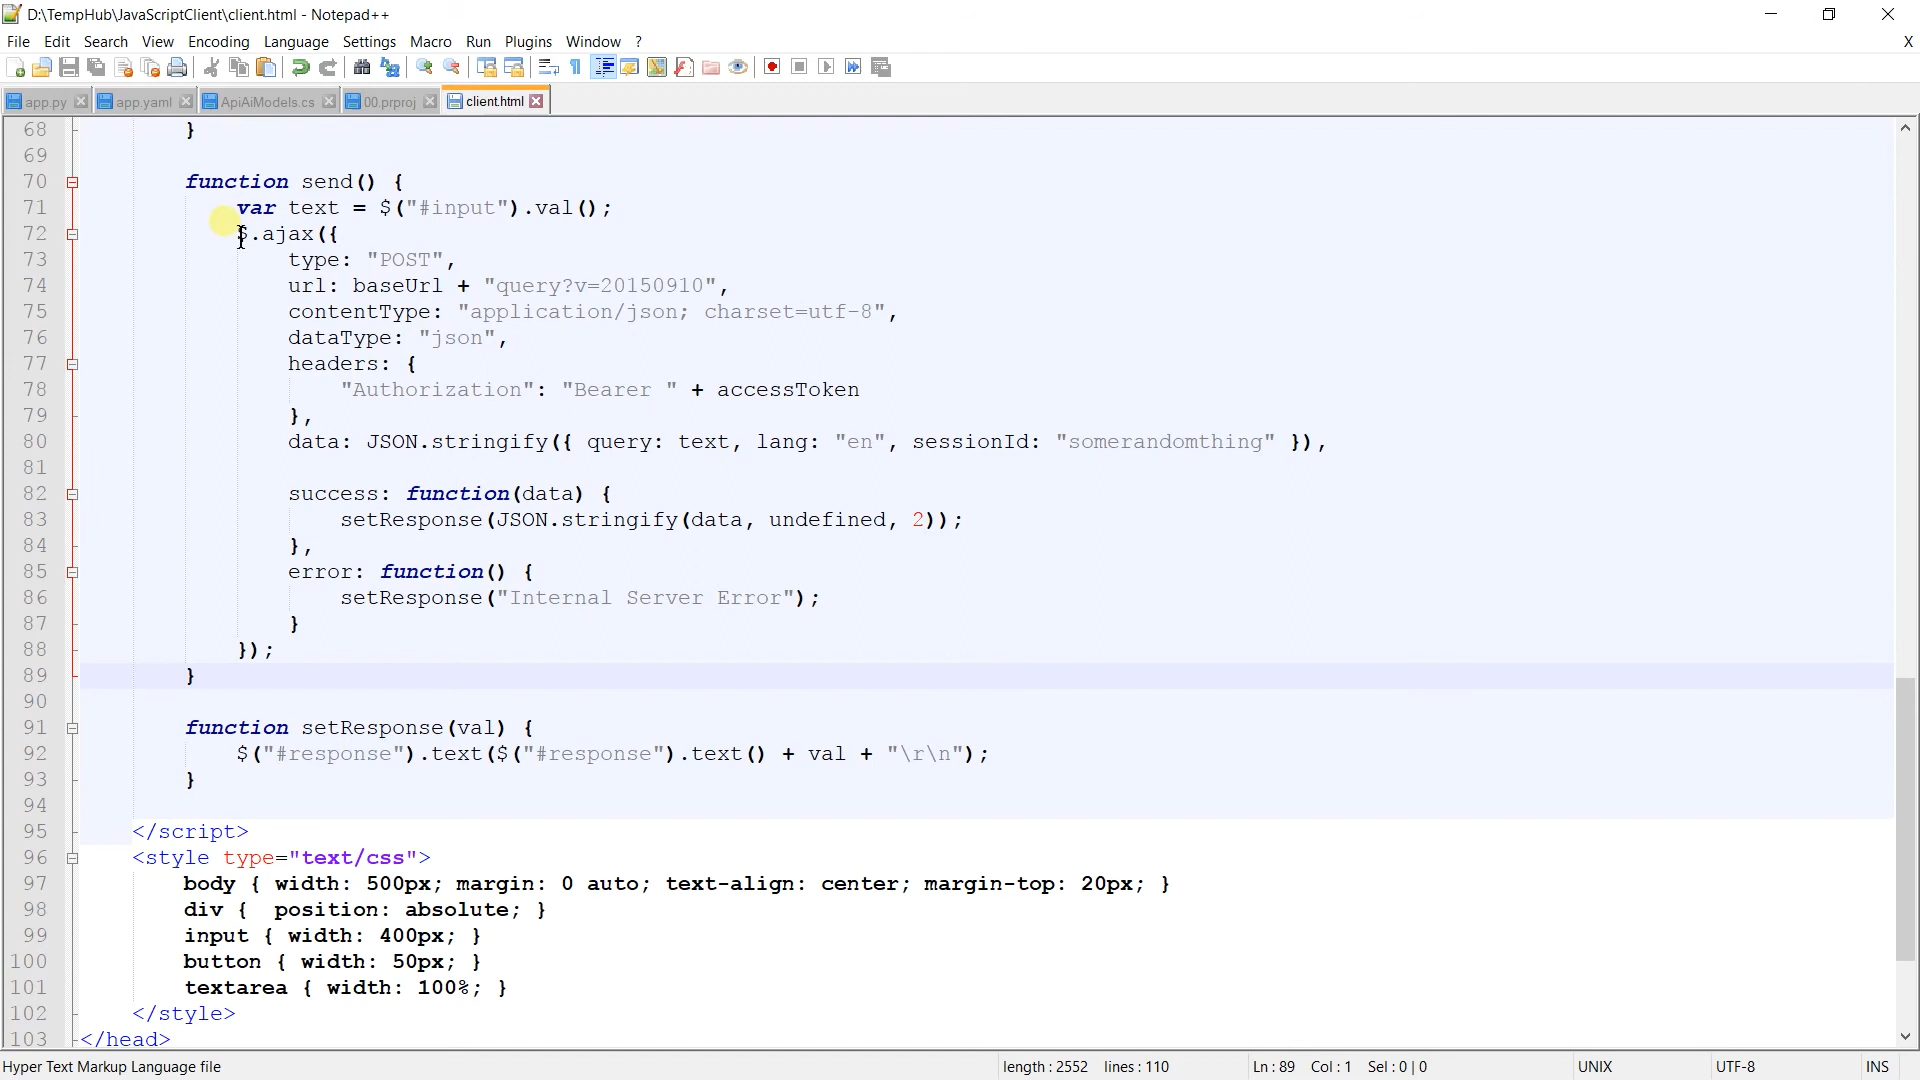 D:\TempHub\JavaScriptClient\client.html - Notepad++
File Edit Search View Encoding Language Settings Macro Run Plugins Window ? X
app.py app.yaml ApiAiModels.cs 00.prproj client.html
68 }
69
70 function send() {
71 var text = $("#input").val();
72 $.ajax({
73 type: "POST",
74 url: baseUrl + "query?v=20150910",
75 contentType: "application/json; charset=utf-8",
76 dataType: "json",
77 headers: {
78 "Authorization": "Bearer " + accessToken
79 },
80 data: JSON.stringify({ query: text, lang: "en", sessionId: "somerandomthing" }),
81
82 success: function(data) {
83 setResponse(JSON.stringify(data, undefined, 2));
84 },
85 error: function() {
86 setResponse("Internal Server Error");
87 }
88 });
89 }
90
91 function setResponse(val) {
92 $("#response").text($("#response").text() + val + "\r\n");
93 }
94
95 </script>
96 <style type="text/css">
97 body { width: 500px; margin: 0 auto; text-align: center; margin-top: 20px; }
98 div { position: absolute; }
99 input { width: 400px; }
100 button { width: 50px; }
101 textarea { width: 100%; }
102 </style>
103 </head>
Hyper Text Markup Language file length : 2552 lines : 110 Ln : 89 Col : 1 Sel : 0 | 0 UNIX UTF-8 INS